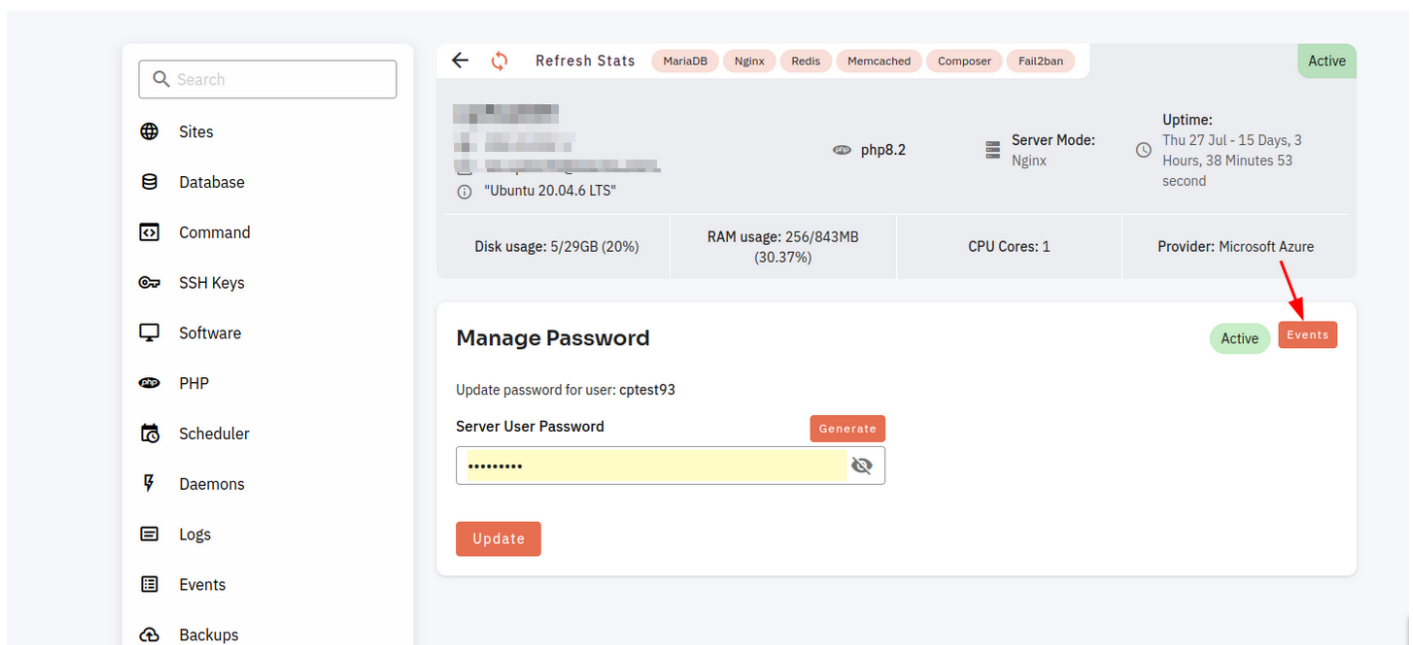 Search
Sites
Database
Command
SSH Keys
Software
PHP
Scheduler
Daemons
Logs
Events
Backups
Refresh Stats MariaDB Nginx Redis Memcached Composer Fail2ban Active
"Ubuntu 20.04.6 LTS"
php php8.2
Server Mode:
Nginx
Uptime:
Thu 27 Jul - 15 Days, 3
Hours, 38 Minutes 53
second
Disk usage: 5/29GB (20%)
RAM usage: 256/843MB
(30.37%)
CPU Cores: 1
Provider: Microsoft Azure
Manage Password
Active Events
Update password for user: cptest93
Server User Password Generate
Update